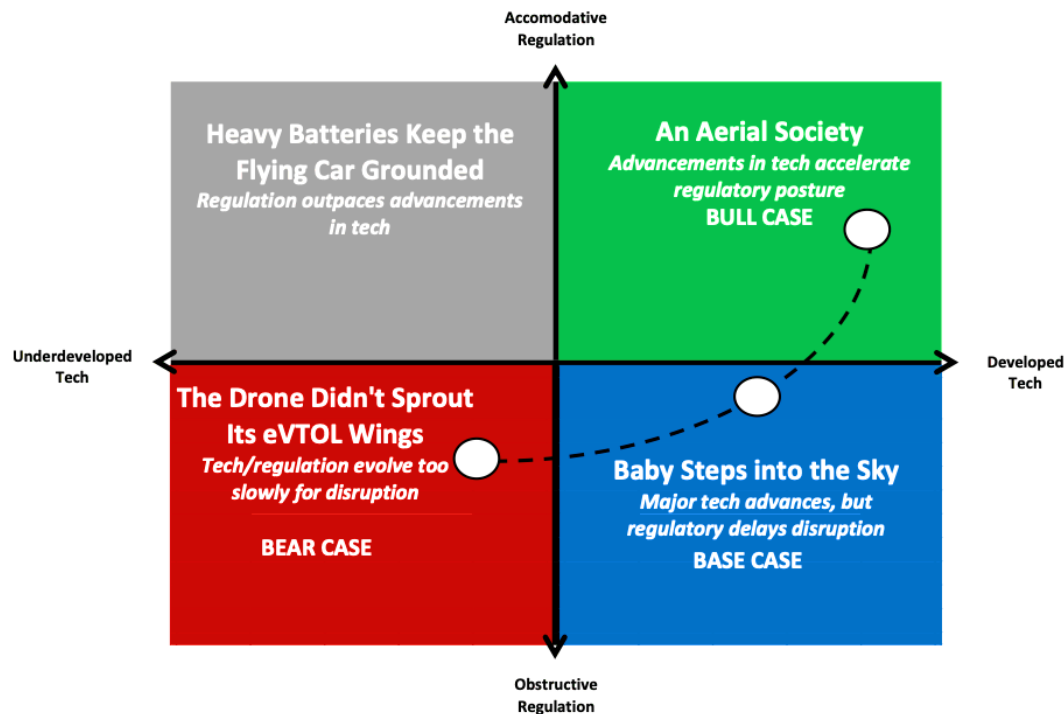 Accomodative
Regulation
Heavy Batteries Keep the
Flying Car Grounded
Regulation outpaces advancements
in tech
An Aerial Society
Advancements in tech accelerate
regulatory posture
BULL CASE
Underdeveloped
Tech
Developed
Tech
The Drone Didn't Sprout
Its eVTOL Wings
Tech/regulation evolve too
slowly for disruption
BEAR CASE
Baby Steps into the Sky
Major tech advances, but
regulatory delays disruption
BASE CASE
Obstructive
Regulation